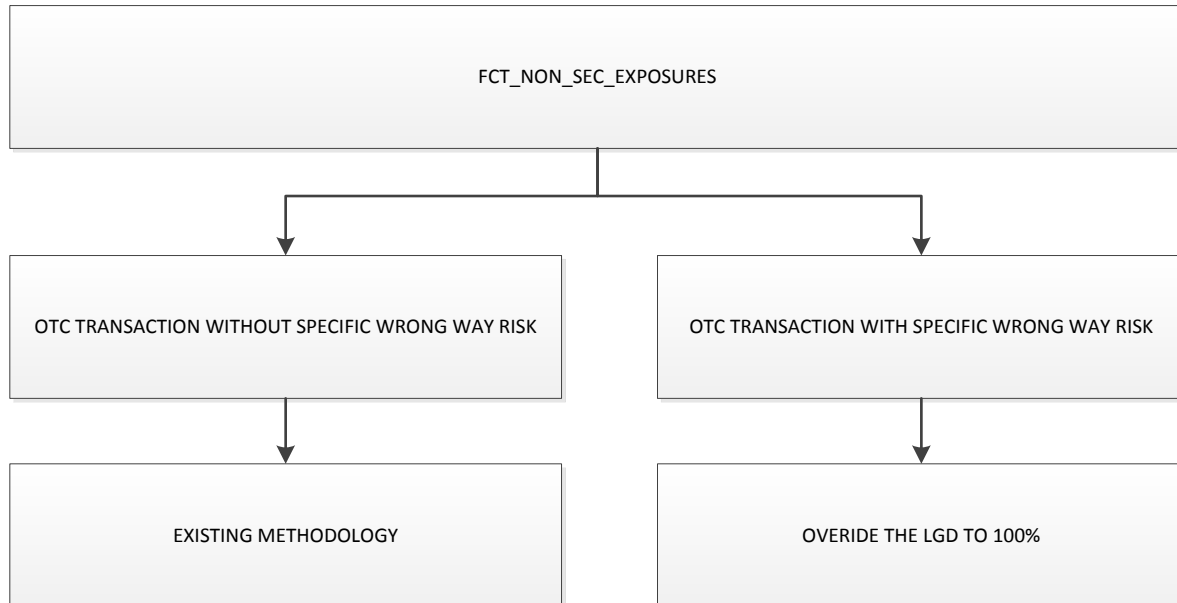 FCT_NON_SEC_EXPOSURES
OTC TRANSACTION WITHOUT SPECIFIC WRONG WAY RISK
OTC TRANSACTION WITH SPECIFIC WRONG WAY RISK
EXISTING METHODOLOGY
OVERIDE THE LGD TO 100%